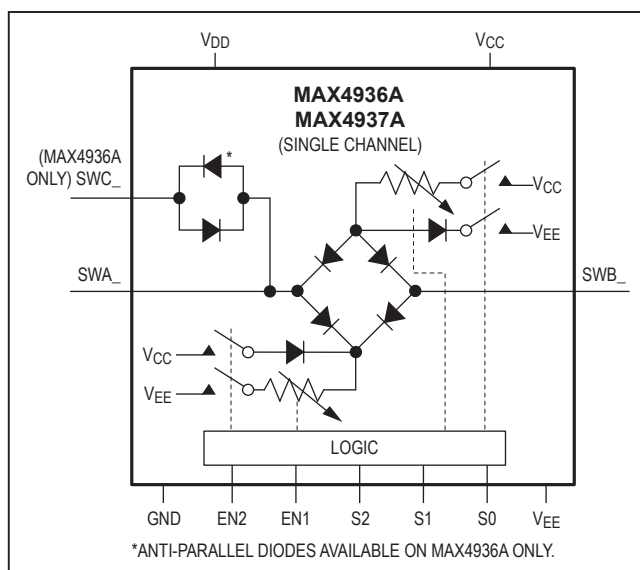 VDD
VCC
MAX4936A
MAX4937A
(SINGLE CHANNEL)
(MAX4936A
ONLY) SWC_
*
VCC
VEE
SWA_
SWB_
VCC
VEE
LOGIC
GND EN2 EN1 S2 S1 S0 VEE
*ANTI-PARALLEL DIODES AVAILABLE ON MAX4936A ONLY.